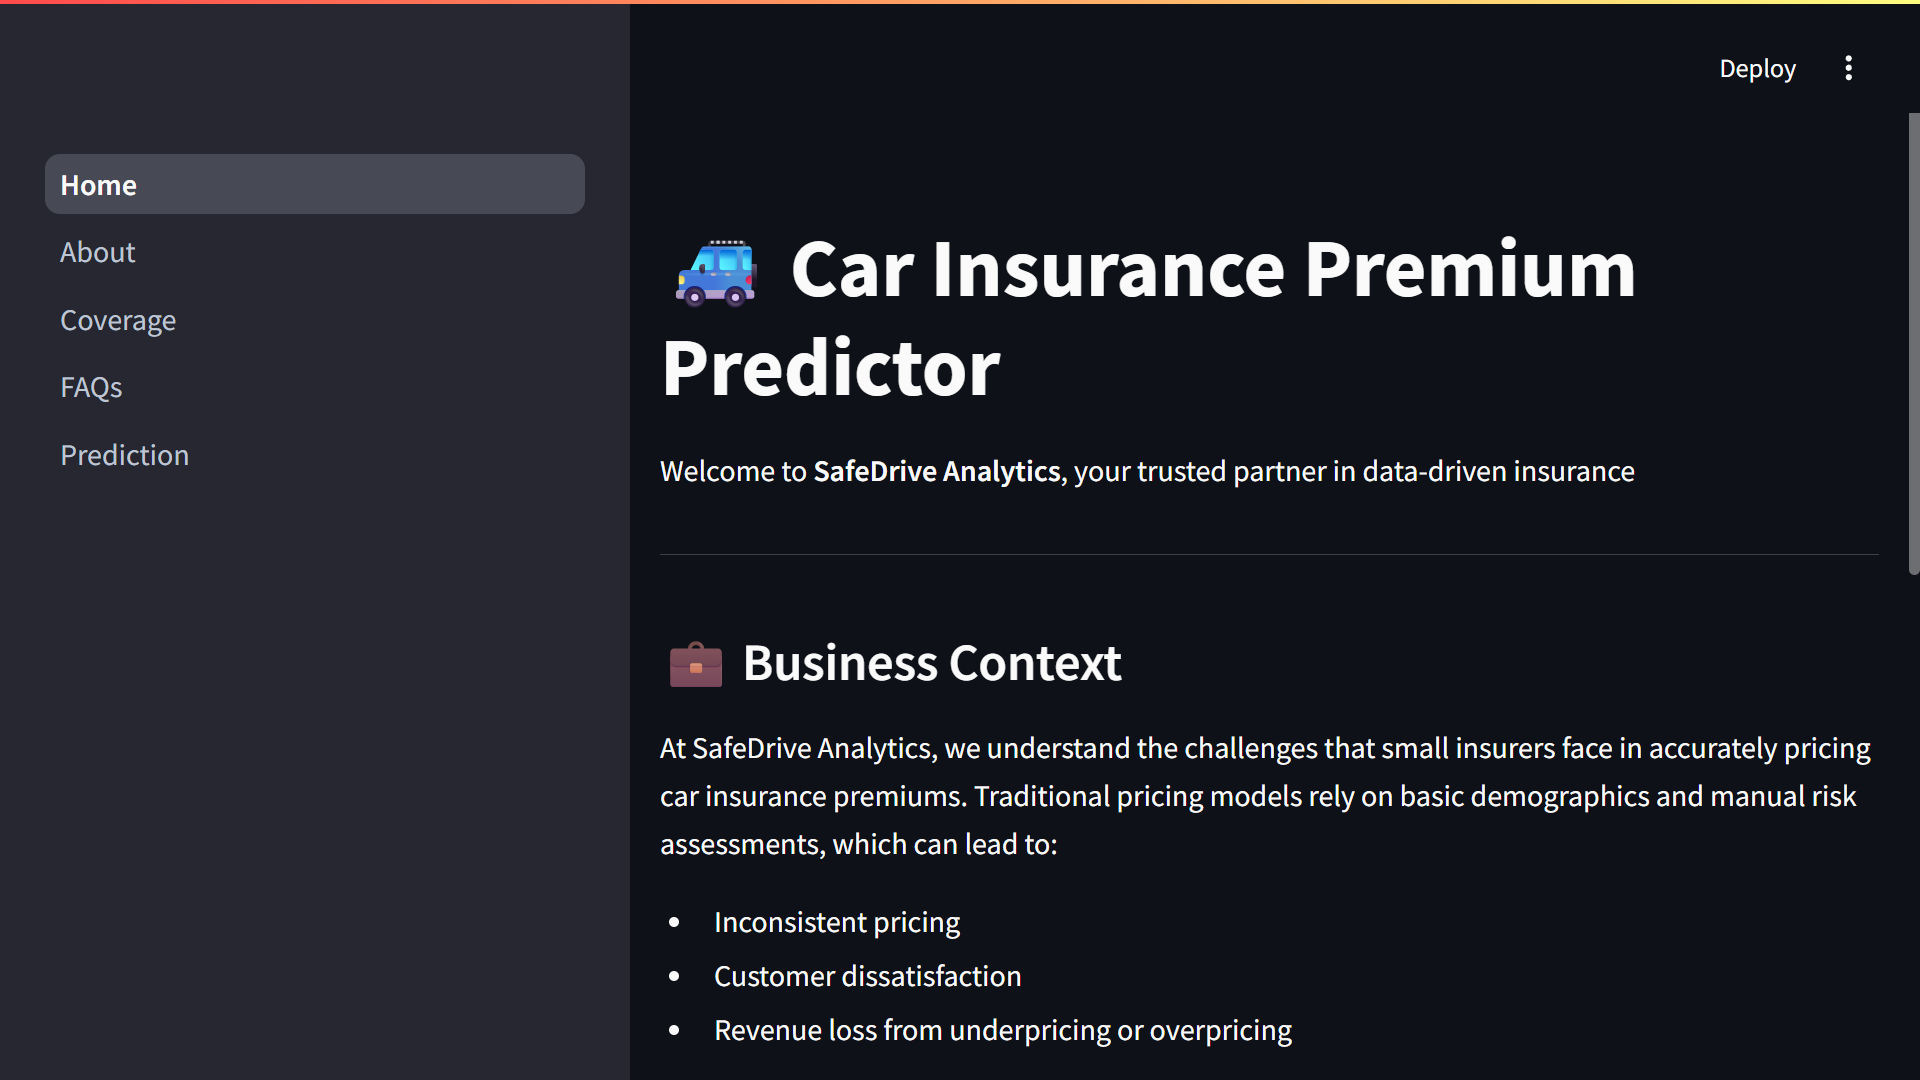 Deploy
Home
About
Coverage
FAQs
Prediction
Car Insurance Premium
Predictor
Welcome to SafeDrive Analytics, your trusted partner in data-driven insurance
Business Context
At SafeDrive Analytics, we understand the challenges that small insurers face in accurately pricing
car insurance premiums. Traditional pricing models rely on basic demographics and manual risk
assessments, which can lead to:
• Inconsistent pricing
• Customer dissatisfaction
• Revenue loss from underpricing or overpricing